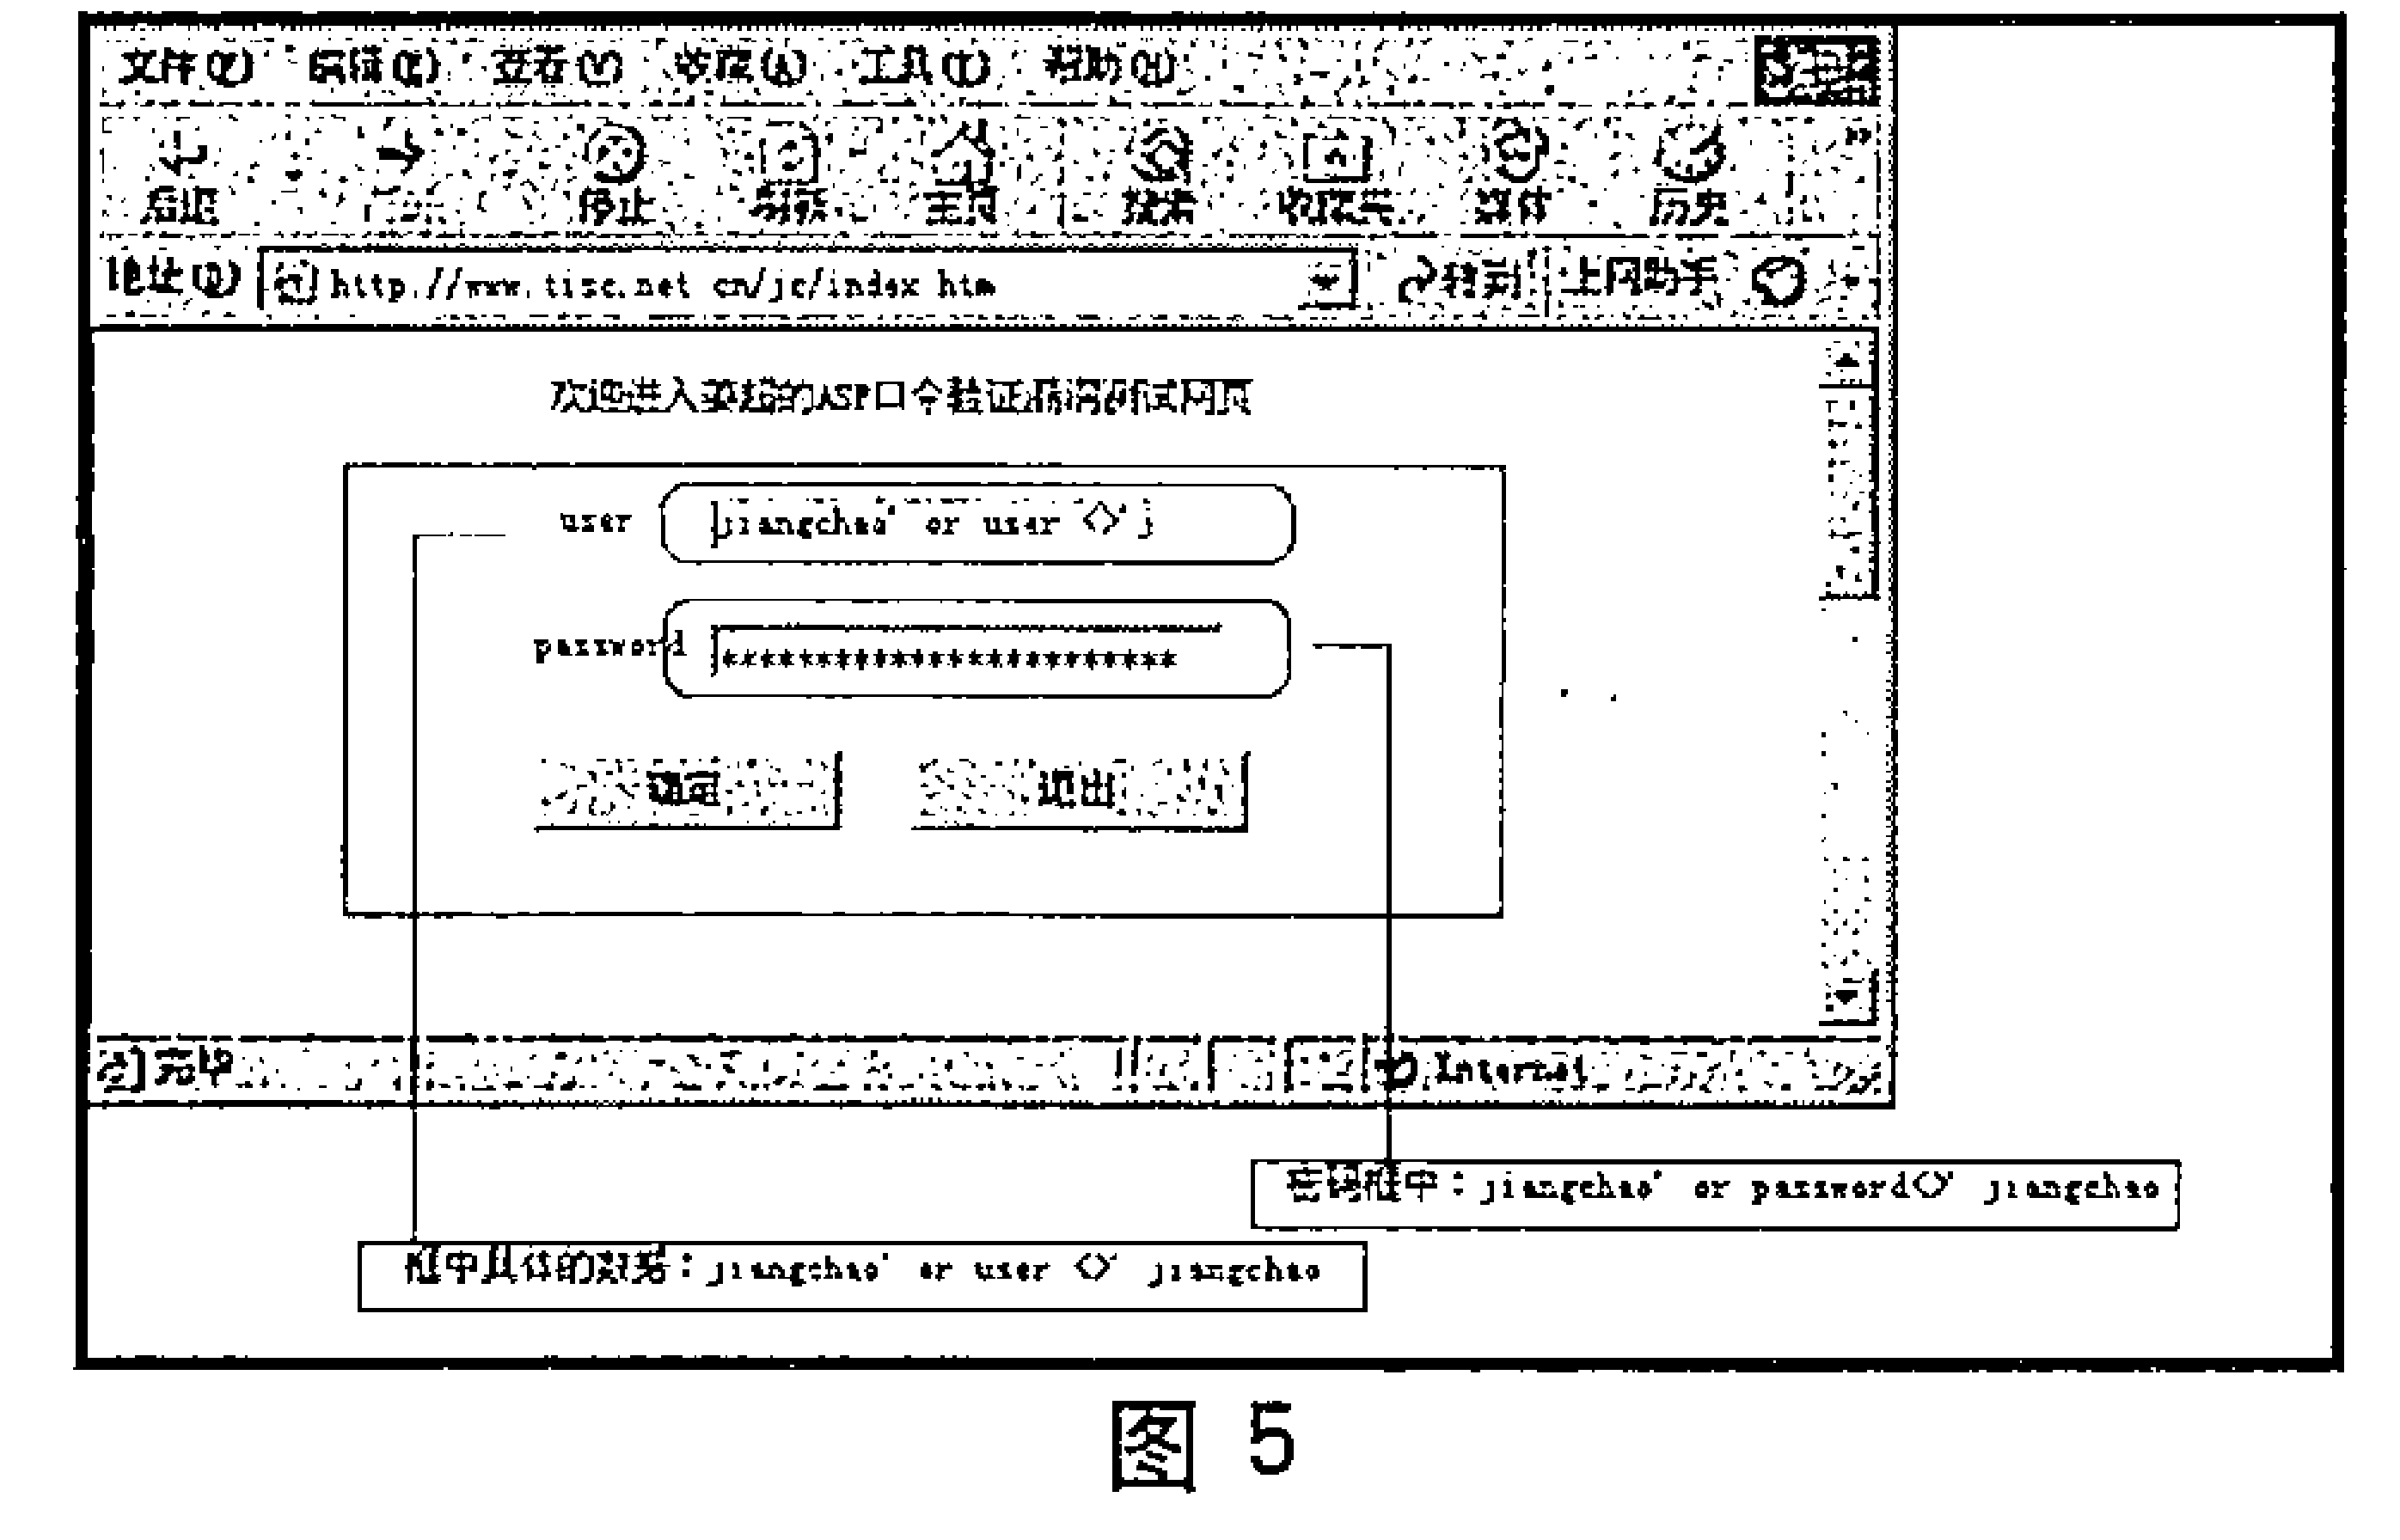 文件(F) 编辑(E) 查看(V) 收藏(A) 工具(T) 帮助(H)
后退 停止 刷新 主页 搜索 收藏夹 媒体 历史
地址(D) http://www.tisc.net cn/jc/index htm 转到 上网助手
欢迎进入 的ASP口令验证 测试网页
user jiangchao' or user <>'j
password ************************
确定 退出
完毕 Internet
密码框中：jiangchao' or password<>' jiangchao
框中具体的数据：jiangchao' or user <>' jiangchao
图 5